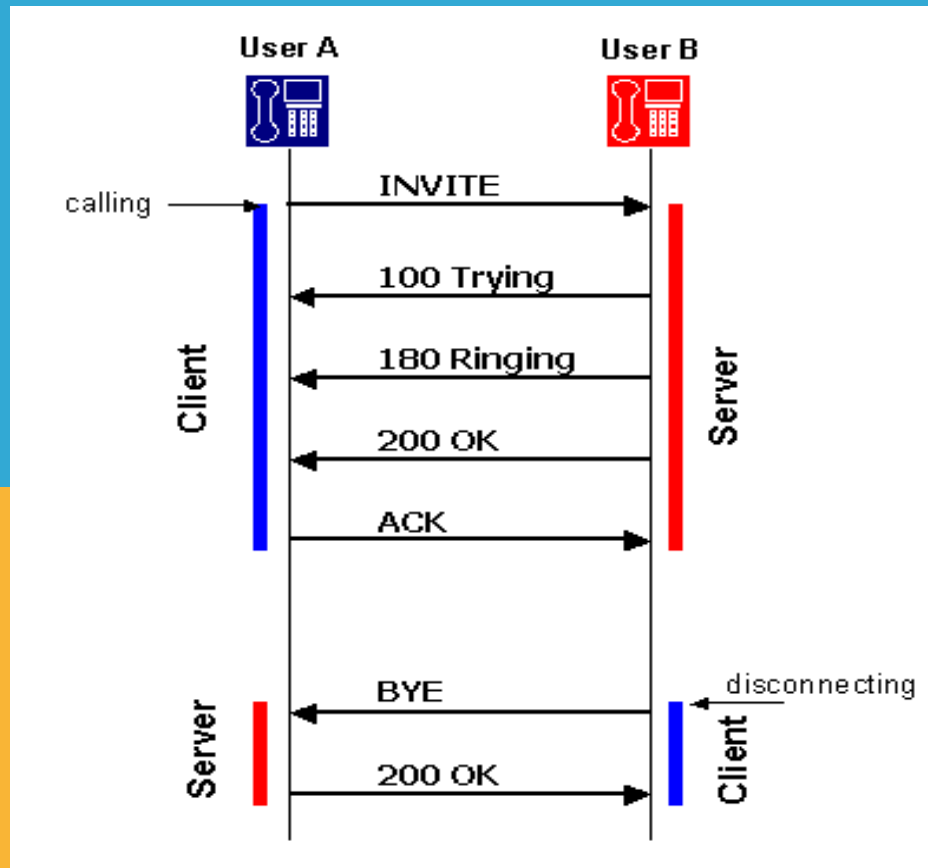 User A
User B
INVITE
calling
100 Trying
180 Ringing
Client
Server
200 OK
ACK
BYE
disconnecting
Server
Client
200 OK